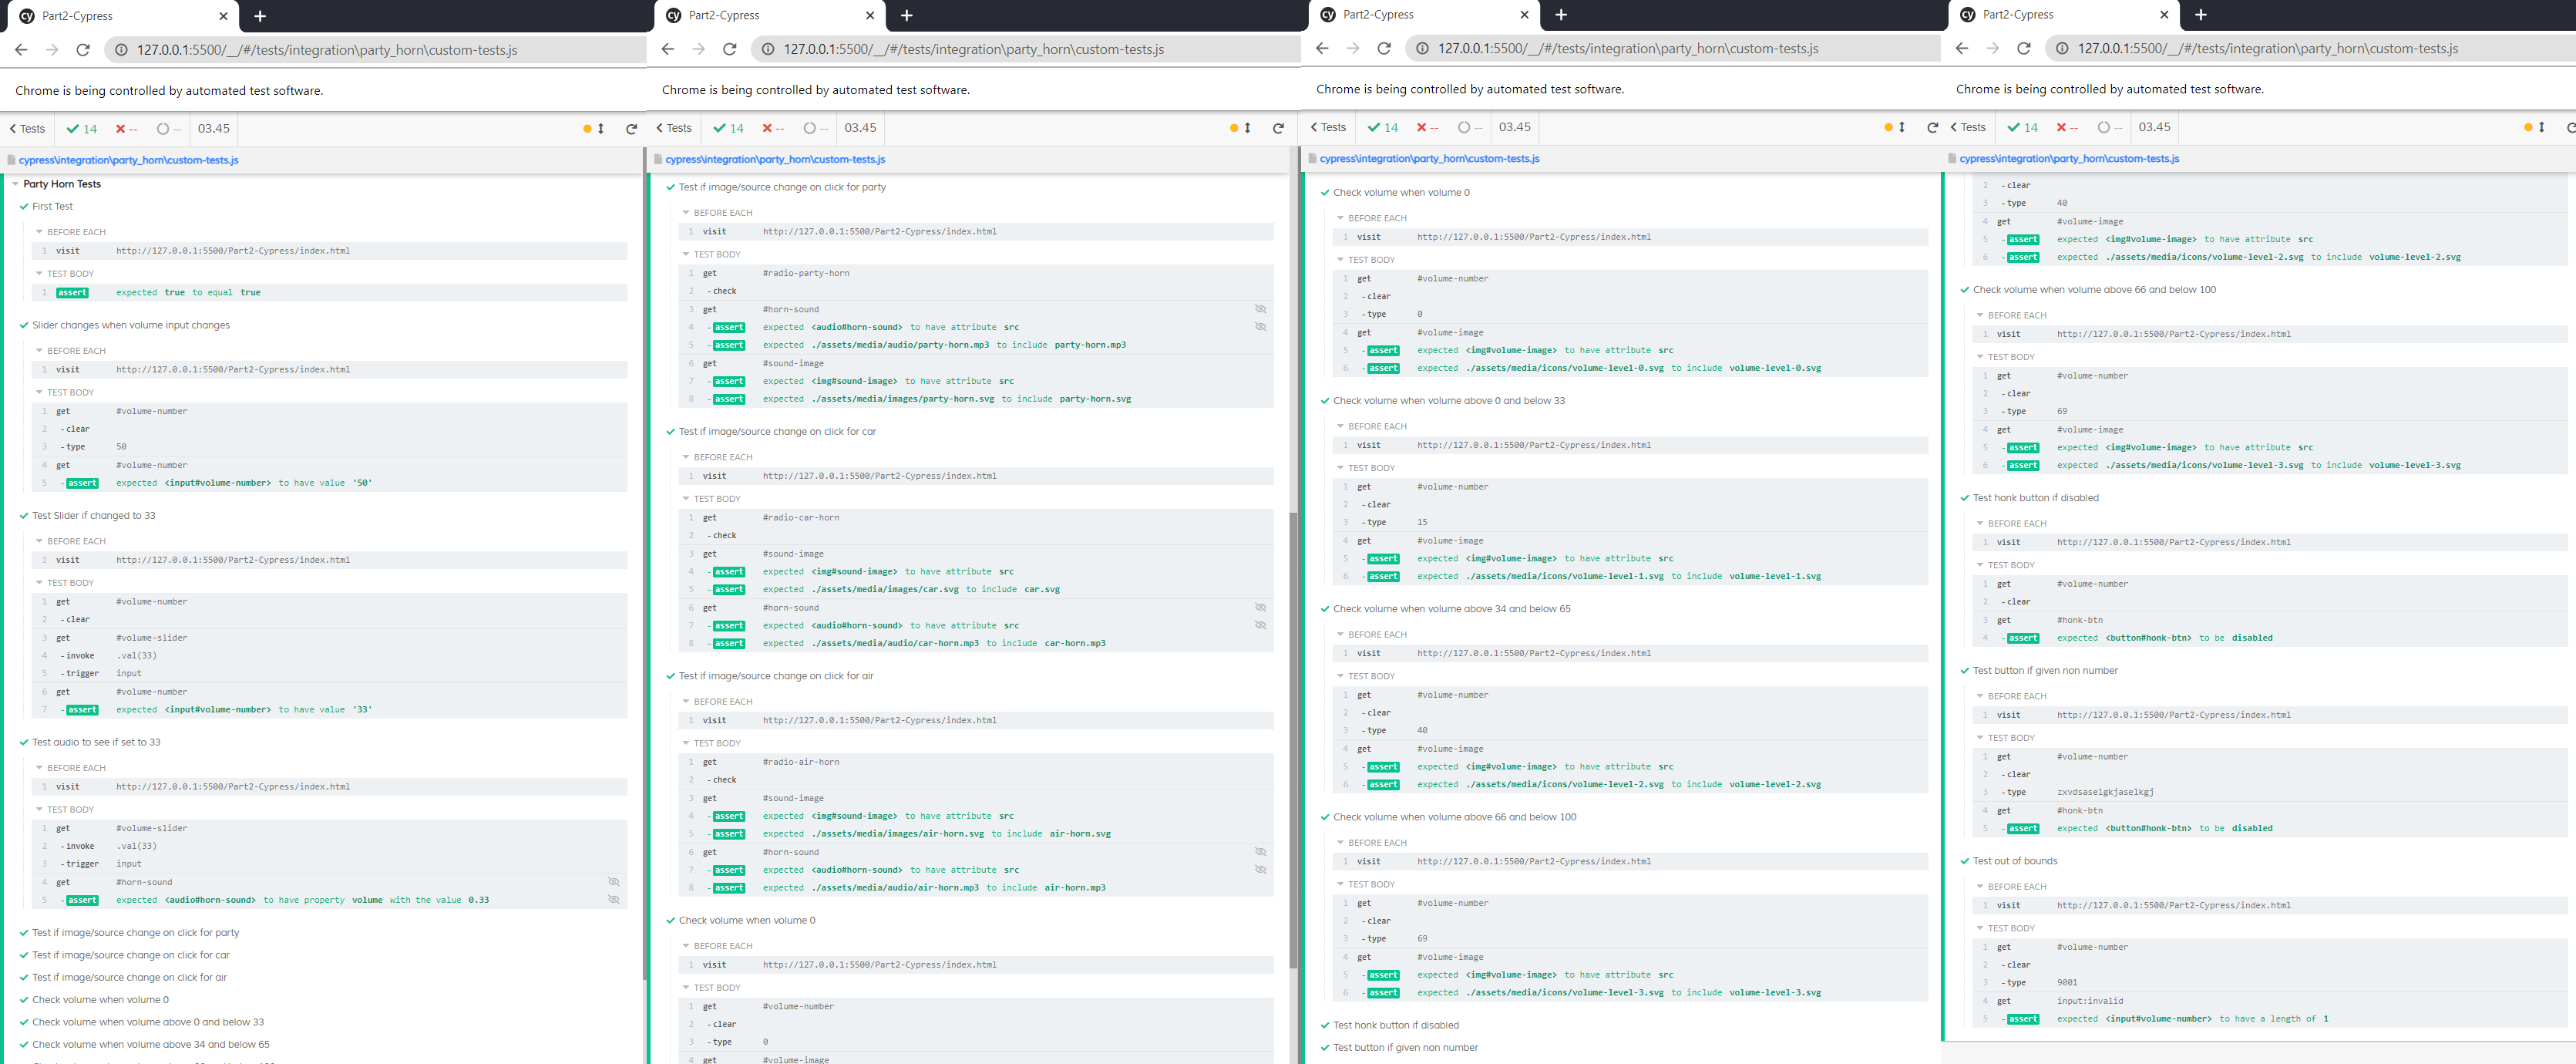 Part2-Cypress
127.0.0.1:5500/__/#/tests/integration\party_horn\custom-tests.js
Chrome is being controlled by automated test software.
Tests 14 -- -- 03.45
cypress\integration\party_horn\custom-tests.js
Party Horn Tests
First Test
BEFORE EACH
1 visit http://127.0.0.1:5500/Part2-Cypress/index.html
TEST BODY
1 assert expected true to equal true
Slider changes when volume input changes
BEFORE EACH
1 visit http://127.0.0.1:5500/Part2-Cypress/index.html
TEST BODY
1 get #volume-number
2 -clear
3 -type 50
4 get #volume-number
5 -assert expected <input#volume-number> to have value '50'
Test Slider if changed to 33
BEFORE EACH
1 visit http://127.0.0.1:5500/Part2-Cypress/index.html
TEST BODY
1 get #volume-number
2 -clear
3 get #volume-slider
4 -invoke .val(33)
5 -trigger input
6 get #volume-number
7 -assert expected <input#volume-number> to have value '33'
Test audio to see if set to 33
BEFORE EACH
1 visit http://127.0.0.1:5500/Part2-Cypress/index.html
TEST BODY
1 get #volume-slider
2 -invoke .val(33)
3 -trigger input
4 get #horn-sound
5 -assert expected <audio#horn-sound> to have property volume with the value 0.33
Test if image/source change on click for party
Test if image/source change on click for car
Test if image/source change on click for air
Check volume when volume 0
Check volume when volume above 0 and below 33
Check volume when volume above 34 and below 65
Part2-Cypress
127.0.0.1:5500/__/#/tests/integration\party_horn\custom-tests.js
Chrome is being controlled by automated test software.
Tests 14 -- -- 03.45
cypress\integration\party_horn\custom-tests.js
Test if image/source change on click for party
BEFORE EACH
1 visit http://127.0.0.1:5500/Part2-Cypress/index.html
TEST BODY
1 get #radio-party-horn
2 -check
3 get #horn-sound
4 -assert expected <audio#horn-sound> to have attribute src
5 -assert expected ./assets/media/audio/party-horn.mp3 to include party-horn.mp3
6 get #sound-image
7 -assert expected <img#sound-image> to have attribute src
8 -assert expected ./assets/media/images/party-horn.svg to include party-horn.svg
Test if image/source change on click for car
BEFORE EACH
1 visit http://127.0.0.1:5500/Part2-Cypress/index.html
TEST BODY
1 get #radio-car-horn
2 -check
3 get #sound-image
4 -assert expected <img#sound-image> to have attribute src
5 -assert expected ./assets/media/images/car.svg to include car.svg
6 get #horn-sound
7 -assert expected <audio#horn-sound> to have attribute src
8 -assert expected ./assets/media/audio/car-horn.mp3 to include car-horn.mp3
Test if image/source change on click for air
BEFORE EACH
1 visit http://127.0.0.1:5500/Part2-Cypress/index.html
TEST BODY
1 get #radio-air-horn
2 -check
3 get #sound-image
4 -assert expected <img#sound-image> to have attribute src
5 -assert expected ./assets/media/images/air-horn.svg to include air-horn.svg
6 get #horn-sound
7 -assert expected <audio#horn-sound> to have attribute src
8 -assert expected ./assets/media/audio/air-horn.mp3 to include air-horn.mp3
Check volume when volume 0
BEFORE EACH
1 visit http://127.0.0.1:5500/Part2-Cypress/index.html
TEST BODY
1 get #volume-number
2 -clear
3 -type 0
4 get #volume-image
Part2-Cypress
127.0.0.1:5500/__/#/tests/integration\party_horn\custom-tests.js
Chrome is being controlled by automated test software.
Tests 14 -- -- 03.45
cypress\integration\party_horn\custom-tests.js
Check volume when volume 0
BEFORE EACH
1 visit http://127.0.0.1:5500/Part2-Cypress/index.html
TEST BODY
1 get #volume-number
2 -clear
3 -type 0
4 get #volume-image
5 -assert expected <img#volume-image> to have attribute src
6 -assert expected ./assets/media/icons/volume-level-0.svg to include volume-level-0.svg
Check volume when volume above 0 and below 33
BEFORE EACH
1 visit http://127.0.0.1:5500/Part2-Cypress/index.html
TEST BODY
1 get #volume-number
2 -clear
3 -type 15
4 get #volume-image
5 -assert expected <img#volume-image> to have attribute src
6 -assert expected ./assets/media/icons/volume-level-1.svg to include volume-level-1.svg
Check volume when volume above 34 and below 65
BEFORE EACH
1 visit http://127.0.0.1:5500/Part2-Cypress/index.html
TEST BODY
1 get #volume-number
2 -clear
3 -type 40
4 get #volume-image
5 -assert expected <img#volume-image> to have attribute src
6 -assert expected ./assets/media/icons/volume-level-2.svg to include volume-level-2.svg
Check volume when volume above 66 and below 100
BEFORE EACH
1 visit http://127.0.0.1:5500/Part2-Cypress/index.html
TEST BODY
1 get #volume-number
2 -clear
3 -type 69
4 get #volume-image
5 -assert expected <img#volume-image> to have attribute src
6 -assert expected ./assets/media/icons/volume-level-3.svg to include volume-level-3.svg
Test honk button if disabled
Test button if given non number
Part2-Cypress
127.0.0.1:5500/__/#/tests/integration\party_horn\custom-tests.js
Chrome is being controlled by automated test software.
Tests 14 -- -- 03.45
cypress\integration\party_horn\custom-tests.js
2 -clear
3 -type 40
4 get #volume-image
5 -assert expected <img#volume-image> to have attribute src
6 -assert expected ./assets/media/icons/volume-level-2.svg to include volume-level-2.svg
Check volume when volume above 66 and below 100
BEFORE EACH
1 visit http://127.0.0.1:5500/Part2-Cypress/index.html
TEST BODY
1 get #volume-number
2 -clear
3 -type 69
4 get #volume-image
5 -assert expected <img#volume-image> to have attribute src
6 -assert expected ./assets/media/icons/volume-level-3.svg to include volume-level-3.svg
Test honk button if disabled
BEFORE EACH
1 visit http://127.0.0.1:5500/Part2-Cypress/index.html
TEST BODY
1 get #volume-number
2 -clear
3 get #honk-btn
4 -assert expected <button#honk-btn> to be disabled
Test button if given non number
BEFORE EACH
1 visit http://127.0.0.1:5500/Part2-Cypress/index.html
TEST BODY
1 get #volume-number
2 -clear
3 -type zxvdsaselgkjaselkgj
4 get #honk-btn
5 -assert expected <button#honk-btn> to be disabled
Test out of bounds
BEFORE EACH
1 visit http://127.0.0.1:5500/Part2-Cypress/index.html
TEST BODY
1 get #volume-number
2 -clear
3 -type 9001
4 get input:invalid
5 -assert expected <input#volume-number> to have a length of 1